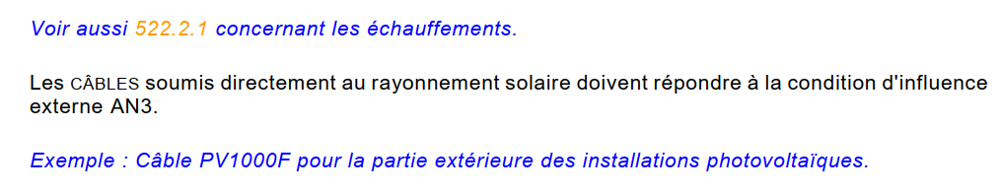 Voir aussi 522.2.1 concernant les échauffements.
Les CÂBLES soumis directement au rayonnement solaire doivent répondre à la condition d'influence
externe AN3.
Exemple : Câble PV1000F pour la partie extérieure des installations photovoltaïques.